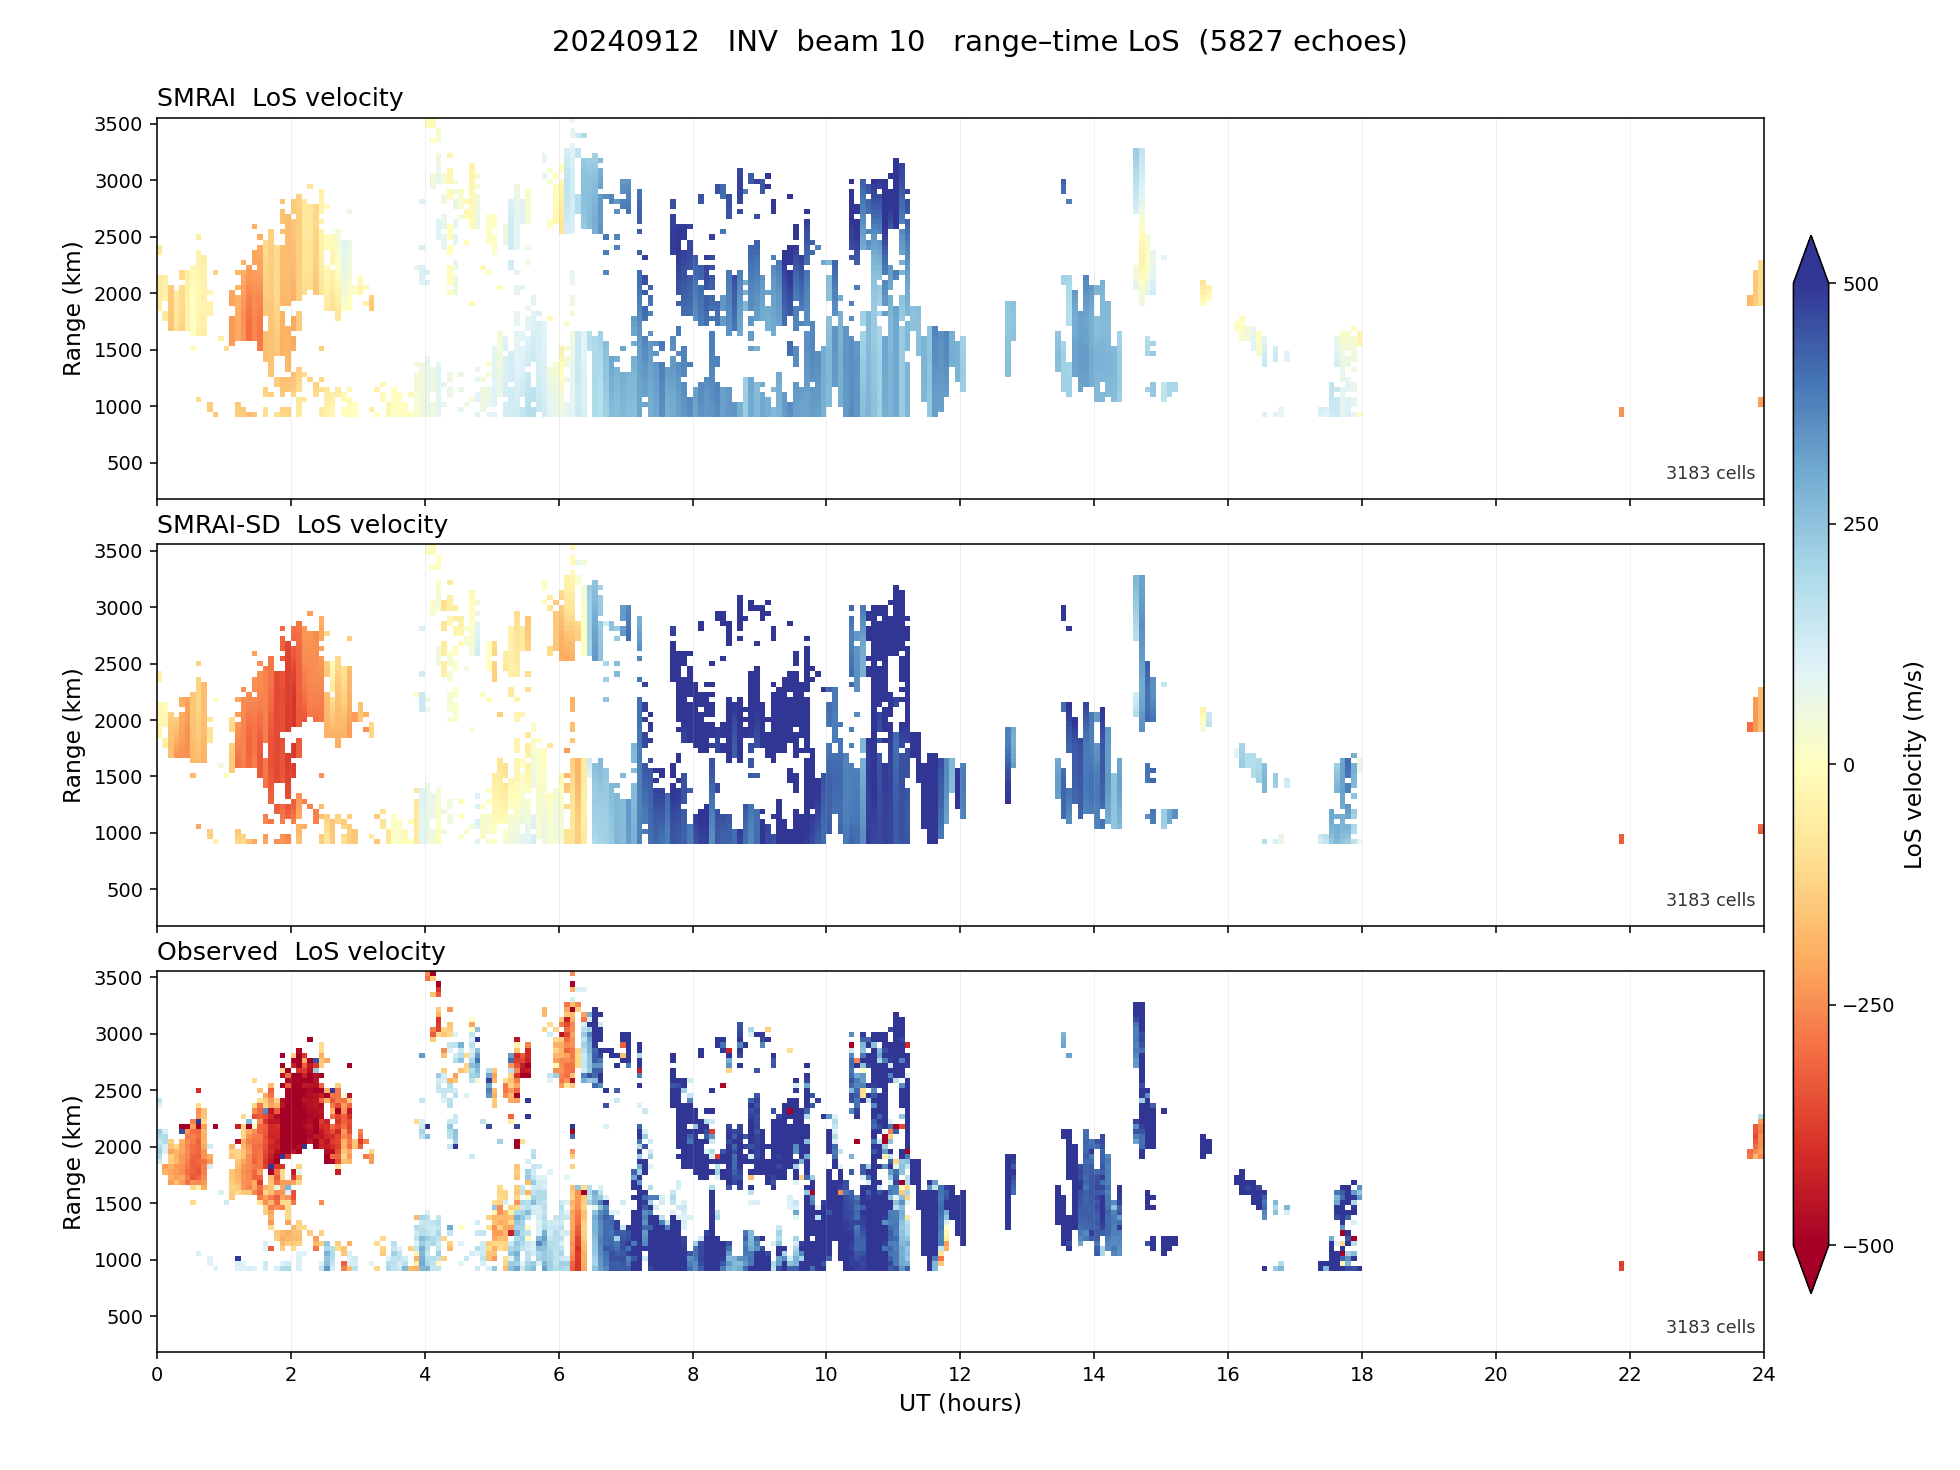 20240912   INV  beam 10   range–time LoS  (5827 echoes)
SMRAI  LoS velocity
3500
3000
2500
2000
1500
1000
500
Range (km)
3183 cells
SMRAI-SD  LoS velocity
3500
3000
2500
2000
1500
1000
500
Range (km)
3183 cells
Observed  LoS velocity
3500
3000
2500
2000
1500
1000
500
Range (km)
3183 cells
0 2 4 6 8 10 12 14 16 18 20 22 24
UT (hours)
500
250
0
−250
−500
LoS velocity (m/s)